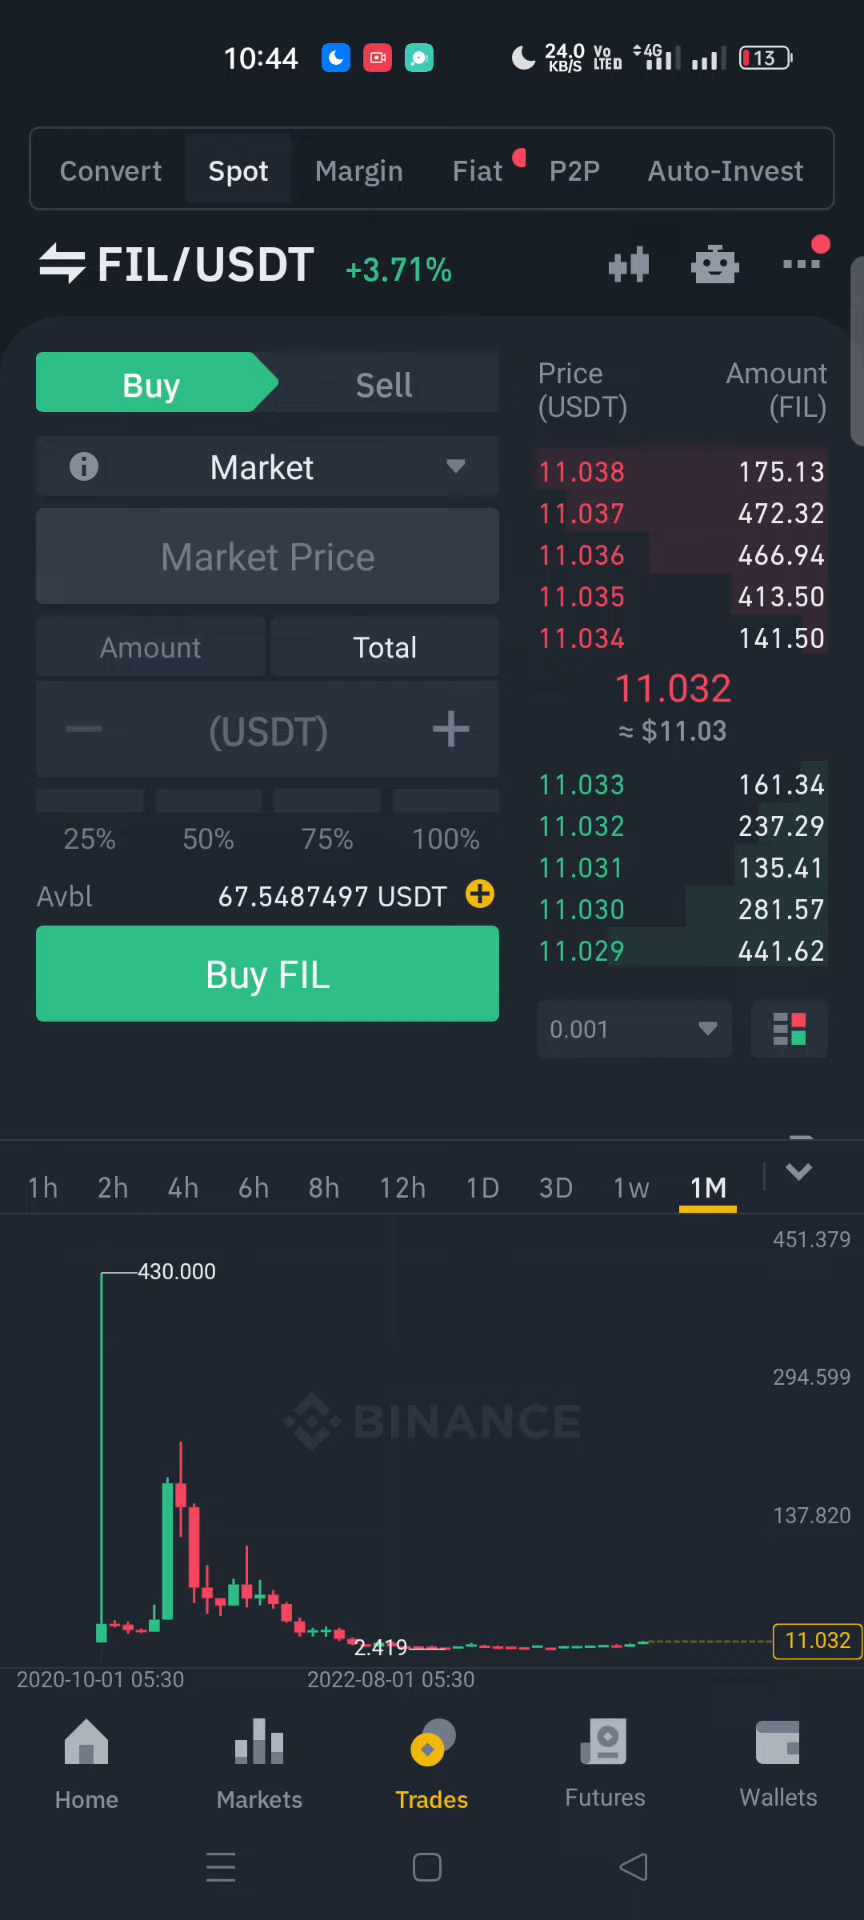 10:44 24.0 KB/S Vo LTED 4G 13
Convert Spot Margin Fiat P2P Auto-Invest
FIL/USDT +3.71%
Buy Sell
Market
Market Price
Amount Total
(USDT)
25% 50% 75% 100%
Avbl 67.5487497 USDT
Buy FIL
Price Amount
(USDT) (FIL)
11.038 175.13
11.037 472.32
11.036 466.94
11.035 413.50
11.034 141.50
11.032
≈ $11.03
11.033 161.34
11.032 237.29
11.031 135.41
11.030 281.57
11.029 441.62
0.001
1h 2h 4h 6h 8h 12h 1D 3D 1w 1M
451.379
430.000
294.599
BINANCE
137.820
11.032
2.419
2020-10-01 05:30 2022-08-01 05:30
Home Markets Trades Futures Wallets